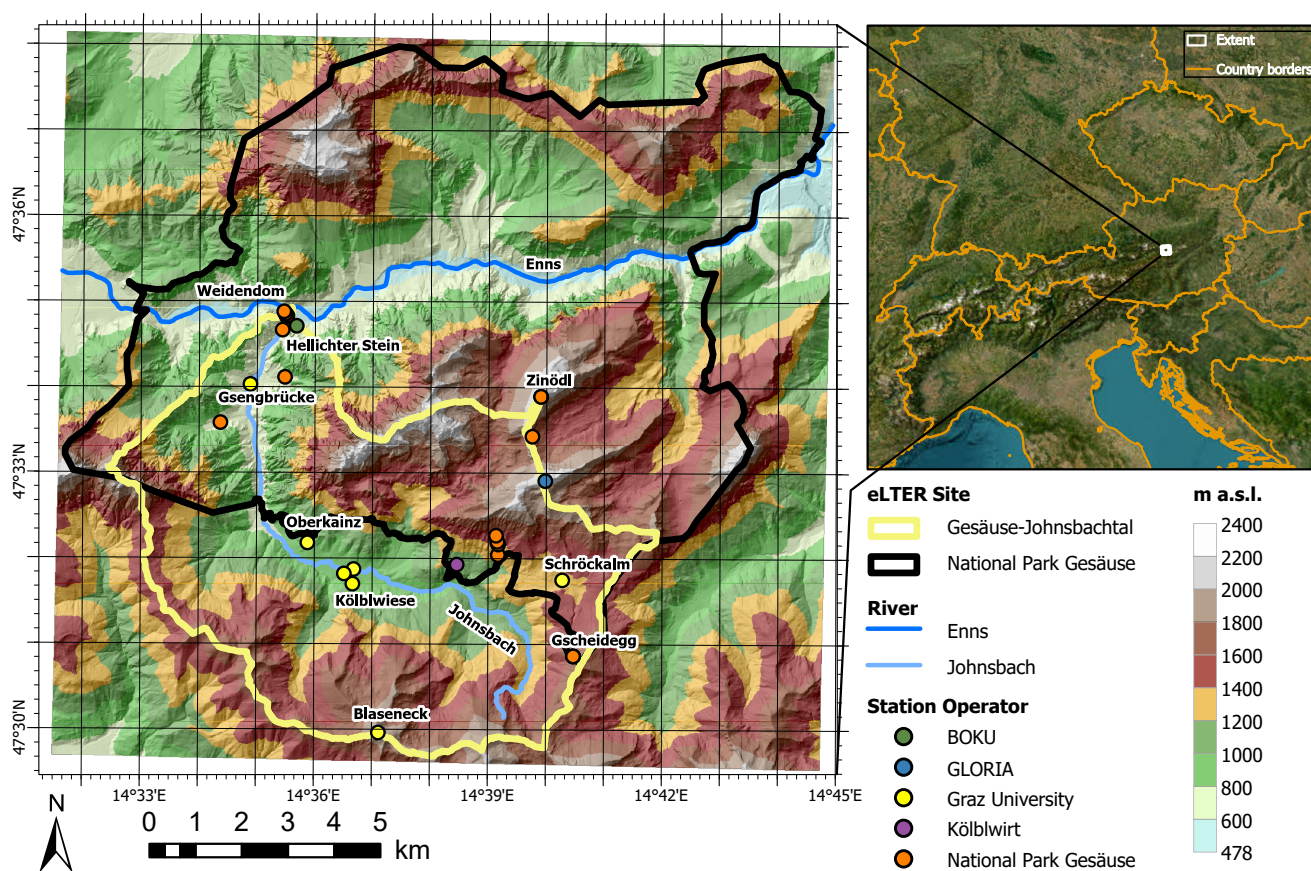 Extent
Country borders
47°36'N
47°33'N
47°30'N
Enns
Weidendom
Hellichter Stein
Gsengbrücke
Zinödl
Oberkainz
Schröckalm
Kölblwiese
Johnsbach
Gscheidegg
Blaseneck
14°33'E
14°36'E
14°39'E
14°42'E
14°45'E
N
0 1 2 3 4 5
km
eLTER Site
Gesäuse-Johnsbachtal
National Park Gesäuse
River
Enns
Johnsbach
Station Operator
BOKU
GLORIA
Graz University
Kölblwirt
National Park Gesäuse
m a.s.l.
2400
2200
2000
1800
1600
1400
1200
1000
800
600
478